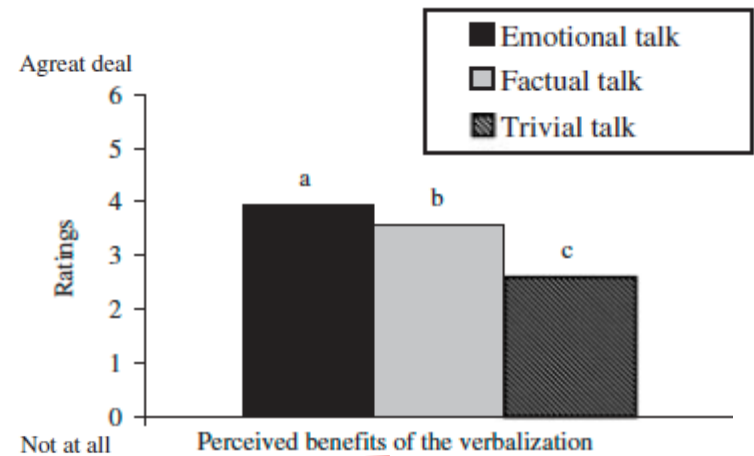 Emotional talk
Factual talk
Trivial talk
Agreat deal
6
5
4
3
2
1
0
Ratings
a
b
c
Not at all
Perceived benefits of the verbalization